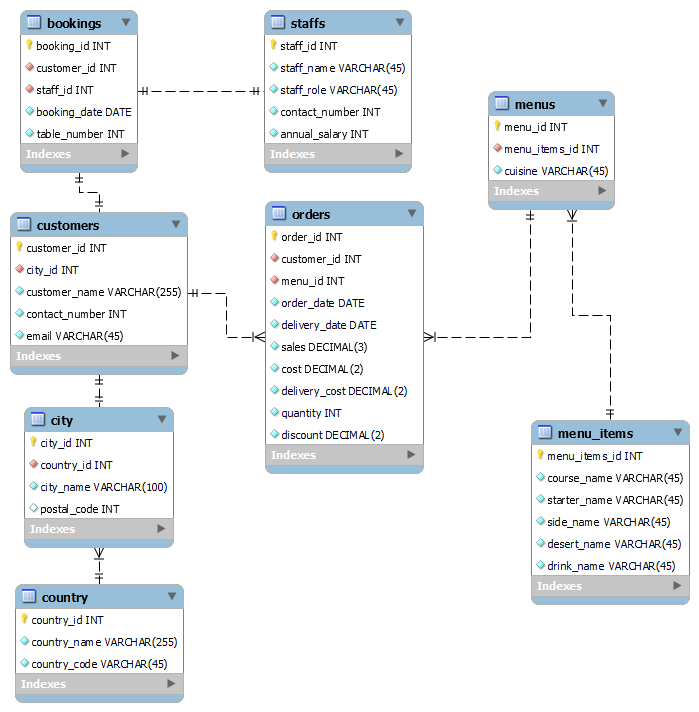 bookings
booking_id INT
customer_id INT
staff_id INT
booking_date DATE
table_number INT
Indexes
staffs
staff_id INT
staff_name VARCHAR(45)
staff_role VARCHAR(45)
contact_number INT
annual_salary INT
Indexes
menus
menu_id INT
menu_items_id INT
cuisine VARCHAR(45)
Indexes
customers
customer_id INT
city_id INT
customer_name VARCHAR(255)
contact_number INT
email VARCHAR(45)
Indexes
orders
order_id INT
customer_id INT
menu_id INT
order_date DATE
delivery_date DATE
sales DECIMAL(3)
cost DECIMAL(2)
delivery_cost DECIMAL(2)
quantity INT
discount DECIMAL(2)
Indexes
city
city_id INT
country_id INT
city_name VARCHAR(100)
postal_code INT
Indexes
menu_items
menu_items_id INT
course_name VARCHAR(45)
starter_name VARCHAR(45)
side_name VARCHAR(45)
desert_name VARCHAR(45)
drink_name VARCHAR(45)
Indexes
country
country_id INT
country_name VARCHAR(255)
country_code VARCHAR(45)
Indexes